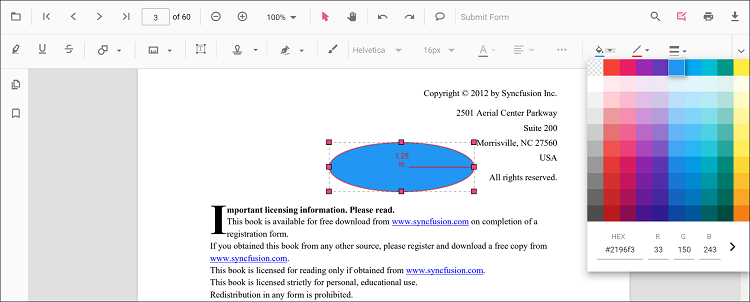 3 of 60 100% Submit Form
Helvetica 16px A
Copyright © 2012 by Syncfusion Inc.
2501 Aerial Center Parkway
Suite 200
Morrisville, NC 27560
USA
All rights reserved.
1.25
in
Important licensing information. Please read.
This book is available for free download from www.syncfusion.com on completion of a
registration form.
If you obtained this book from any other source, please register and download a free copy from
www.syncfusion.com.
This book is licensed for reading only if obtained from www.syncfusion.com.
This book is licensed strictly for personal, educational use.
Redistribution in any form is prohibited.
HEX R G B
#2196f3 33 150 243